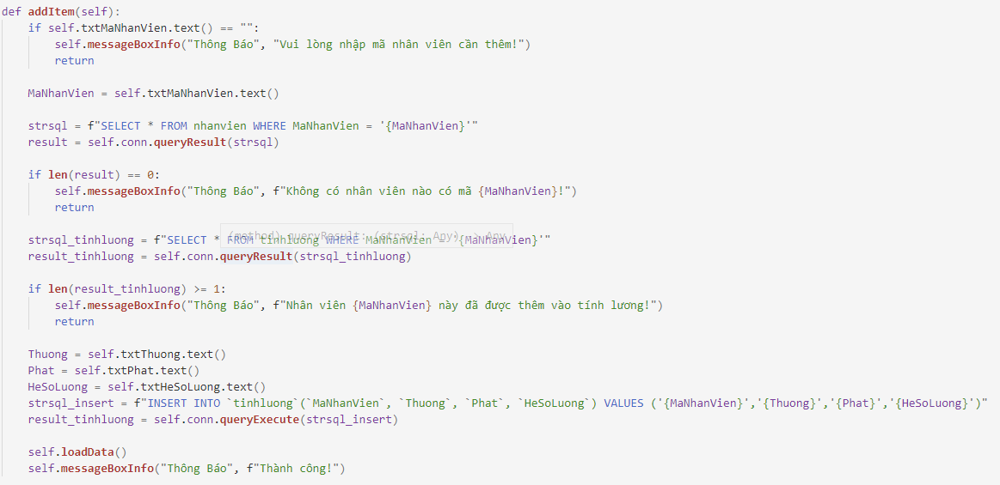 def addItem(self):
    if self.txtMaNhanVien.text() == "":
        self.messageBoxInfo("Thông Báo", "Vui lòng nhập mã nhân viên cần thêm!")
        return
    MaNhanVien = self.txtMaNhanVien.text()
    strsql = f"SELECT * FROM nhanvien WHERE MaNhanVien = '{MaNhanVien}'"
    result = self.conn.queryResult(strsql)
    if len(result) == 0:
        self.messageBoxInfo("Thông Báo", f"Không có nhân viên nào có mã {MaNhanVien}!")
        return
(method) queryResult: (strsql: Any) -> Any
    strsql_tinhluong = f"SELECT * FROM tinhluong WHERE MaNhanVien = '{MaNhanVien}'"
    result_tinhluong = self.conn.queryResult(strsql_tinhluong)
    if len(result_tinhluong) >= 1:
        self.messageBoxInfo("Thông Báo", f"Nhân viên {MaNhanVien} này đã được thêm vào tính lương!")
        return
    Thuong = self.txtThuong.text()
    Phat = self.txtPhat.text()
    HeSoLuong = self.txtHeSoLuong.text()
    strsql_insert = f"INSERT INTO `tinhluong`(`MaNhanVien`, `Thuong`, `Phat`, `HeSoLuong`) VALUES ('{MaNhanVien}','{Thuong}','{Phat}','{HeSoLuong}')"
    result_tinhluong = self.conn.queryExecute(strsql_insert)
    self.loadData()
    self.messageBoxInfo("Thông Báo", f"Thành công!")